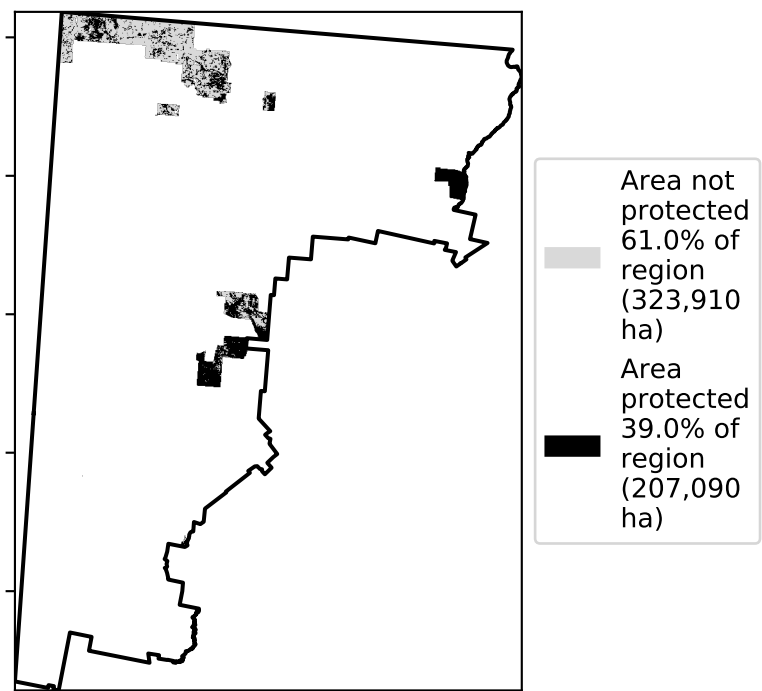 Area not
protected
61.0% of
region
(323,910
ha)
Area
protected
39.0% of
region
(207,090
ha)